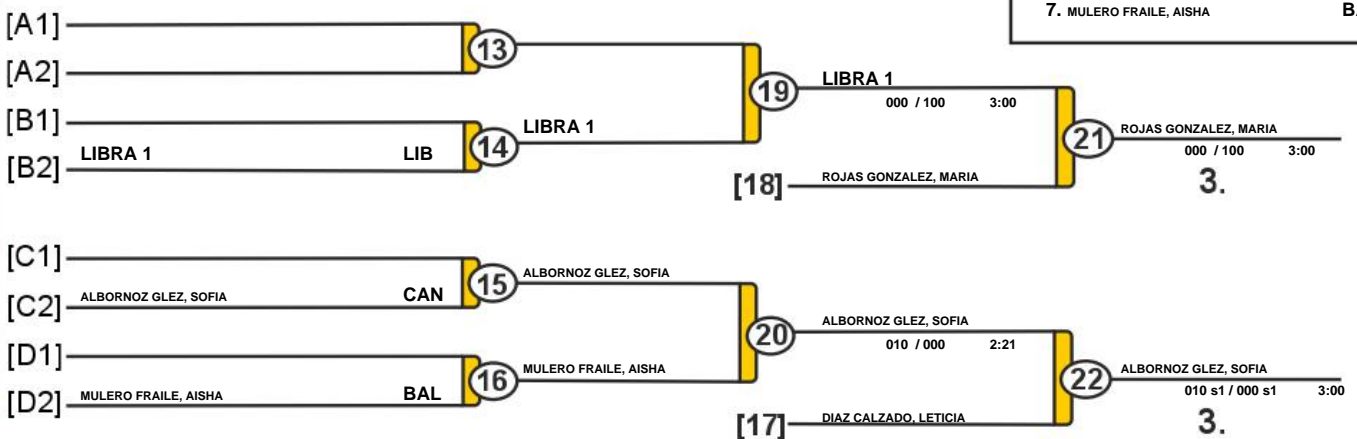 7. MULERO FRAILE, AISHA B.
[A1]
13
[A2]
19
LIBRA 1
000 / 100 3:00
[B1]
LIBRA 1 LIB
14
LIBRA 1
[B2]
21
ROJAS GONZALEZ, MARIA
000 / 100 3:00
3.
[18]
ROJAS GONZALEZ, MARIA
[C1]
15
ALBORNOZ GLEZ, SOFIA
[C2]
ALBORNOZ GLEZ, SOFIA CAN
20
ALBORNOZ GLEZ, SOFIA
010 / 000 2:21
[D1]
16
MULERO FRAILE, AISHA
[D2]
MULERO FRAILE, AISHA BAL
22
ALBORNOZ GLEZ, SOFIA
010 s1 / 000 s1 3:00
3.
[17]
DIAZ CALZADO, LETICIA